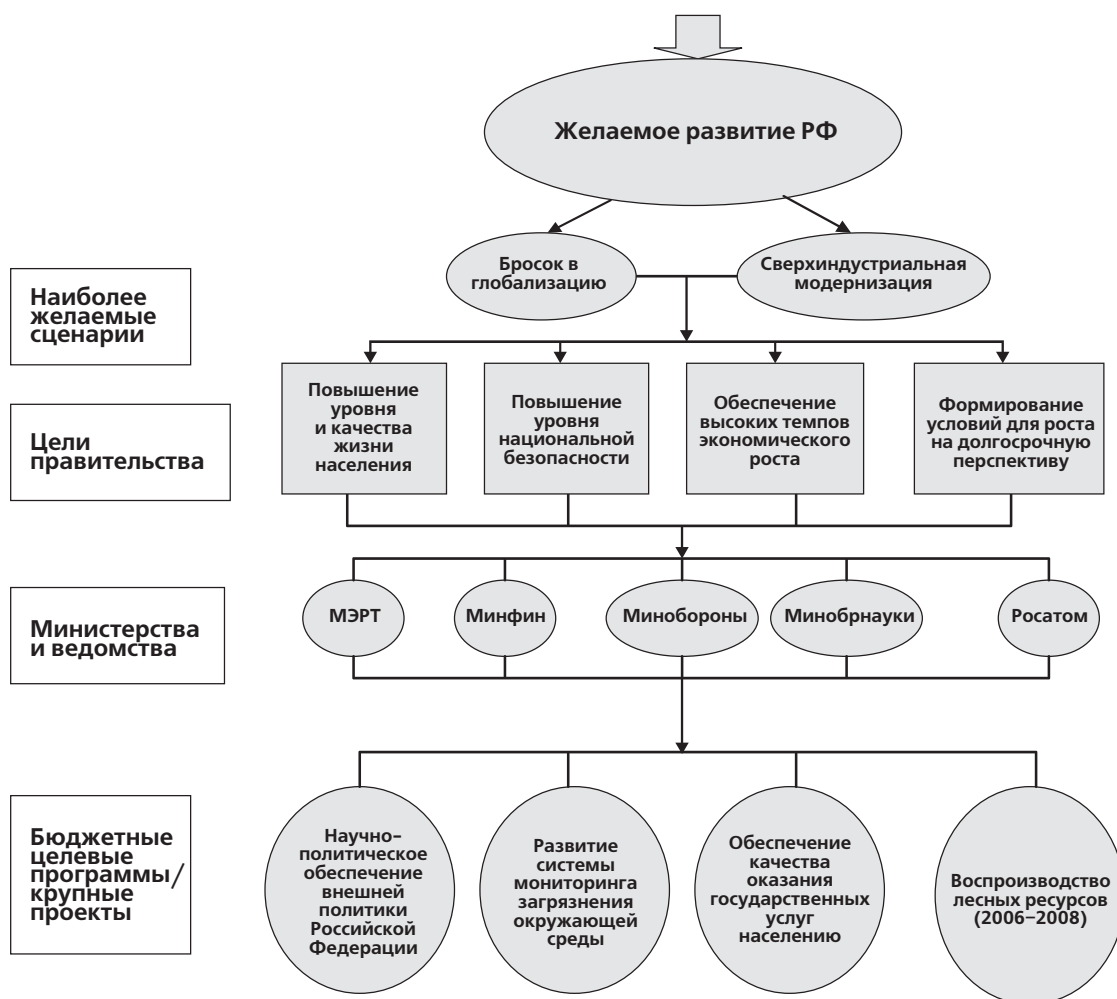 Желаемое развитие РФ
Бросок в
глобализацию
Сверхиндустриальная
модернизация
Наиболее
желаемые
сценарии
Повышение
уровня
и качества
жизни
населения
Повышение
уровня
национальной
безопасности
Обеспечение
высоких темпов
экономического
роста
Формирование
условий для роста
на долгосрочную
перспективу
Цели
правительства
МЭРТ
Минфин
Минобороны
Минобрнауки
Росатом
Министерства
и ведомства
Бюджетные
целевые
программы/
крупные
проекты
Научно–
политическое
обеспечение
внешней
политики
Российской
Федерации
Развитие
системы
мониторинга
загрязнения
окружающей
среды
Обеспечение
качества
оказания
государственных
услуг
населению
Воспроизводство
лесных ресурсов
(2006–2008)